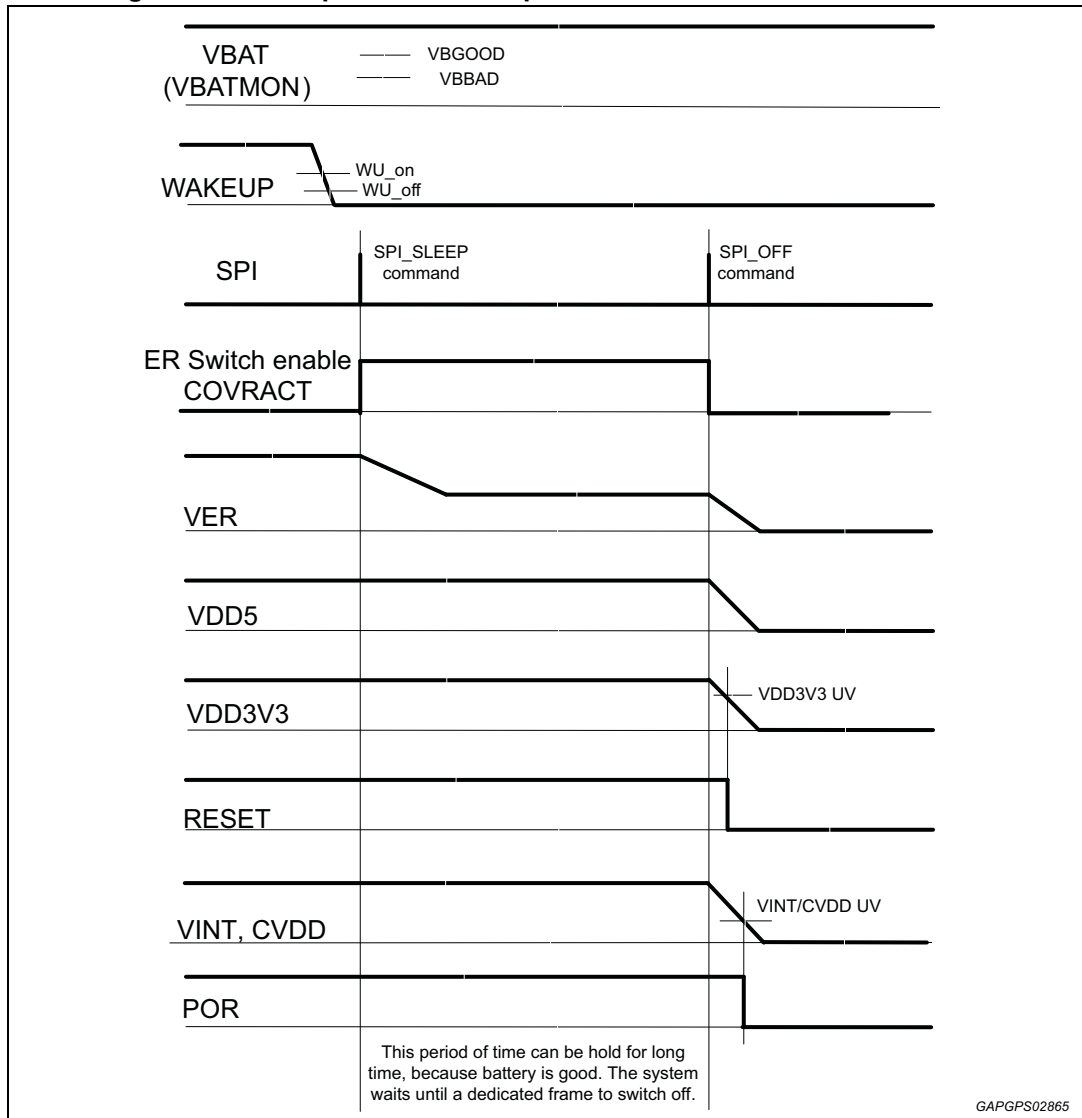 VBAT
(VBATMON)
VBGOOD
VBBAD
WAKEUP
WU_on
WU_off
SPI
SPI_SLEEP
command
SPI_OFF
command
ER Switch enable
COVRACT
VER
VDD5
VDD3V3
VDD3V3 UV
RESET
VINT, CVDD
VINT/CVDD UV
POR
This period of time can be hold for long
time, because battery is good. The system
waits until a dedicated frame to switch off.
GAPGPS02865